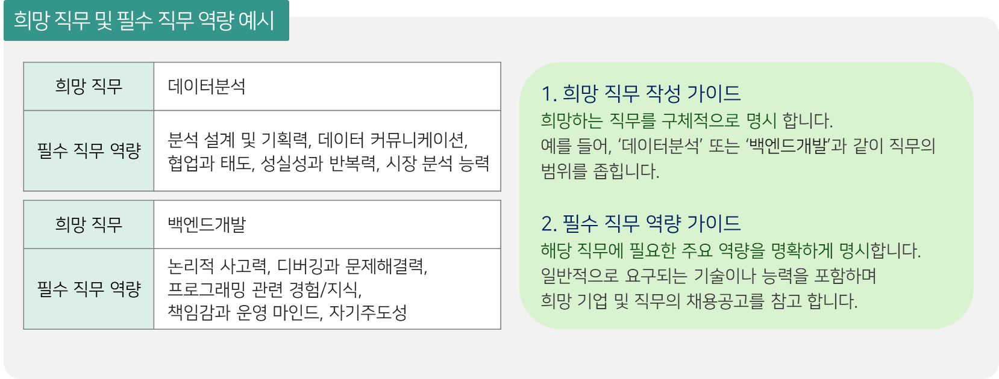 희망 직무 및 필수 직무 역량 예시
희망 직무
데이터분석
필수 직무 역량
분석 설계 및 기획력, 데이터 커뮤니케이션,
협업과 태도, 성실성과 반복력, 시장 분석 능력
희망 직무
백엔드개발
필수 직무 역량
논리적 사고력, 디버깅과 문제해결력,
프로그래밍 관련 경험/지식,
책임감과 운영 마인드, 자기주도성
1. 희망 직무 작성 가이드
희망하는 직무를 구체적으로 명시 합니다.
예를 들어, ‘데이터분석’ 또는 ‘백엔드개발’과 같이 직무의
범위를 좁힙니다.
2. 필수 직무 역량 가이드
해당 직무에 필요한 주요 역량을 명확하게 명시합니다.
일반적으로 요구되는 기술이나 능력을 포함하며
희망 기업 및 직무의 채용공고를 참고 합니다.